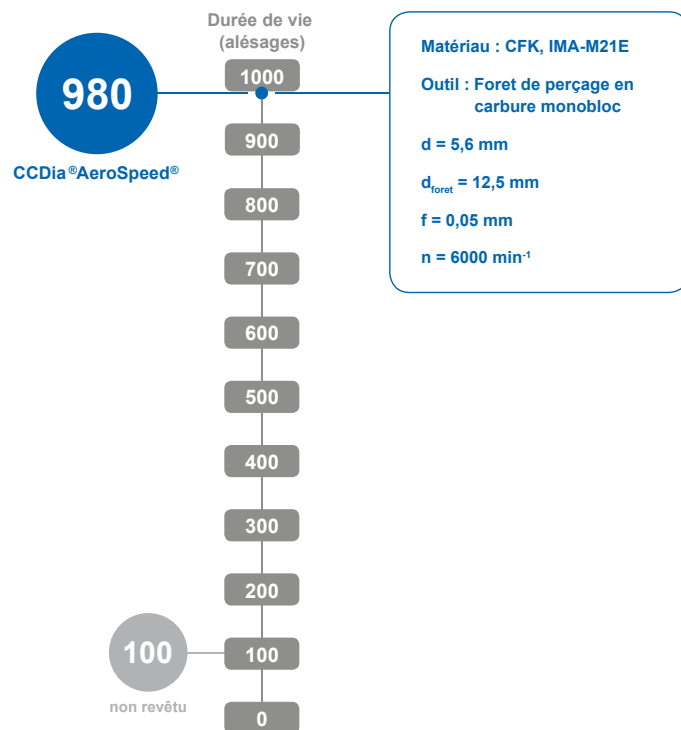 Durée de vie
(alésages)
980
CCDia®AeroSpeed®
1000
900
800
700
600
500
400
300
200
100
0
100
non revêtu
Matériau : CFK, IMA-M21E
Outil : Foret de perçage en
carbure monobloc
d = 5,6 mm
dforet = 12,5 mm
f = 0,05 mm
n = 6000 min-1